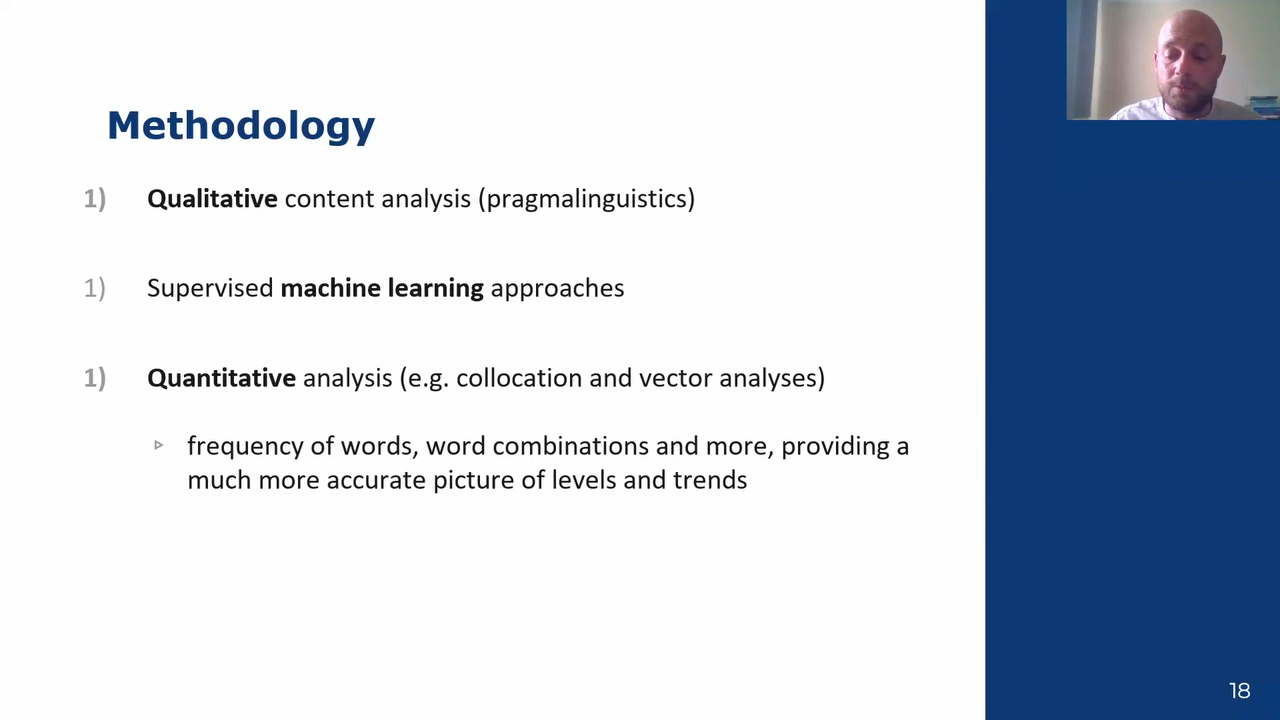 Methodology
1) Qualitative content analysis (pragmalinguistics)
1) Supervised machine learning approaches
1) Quantitative analysis (e.g. collocation and vector analyses)
frequency of words, word combinations and more, providing a
much more accurate picture of levels and trends
18